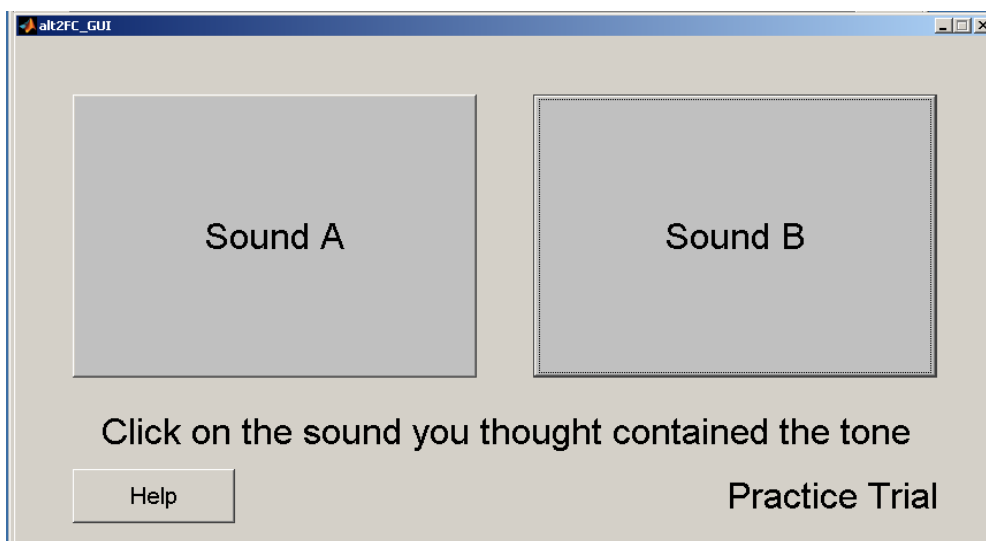 alt2FC_GUI
Sound A
Sound B
Click on the sound you thought contained the tone
Help
Practice Trial